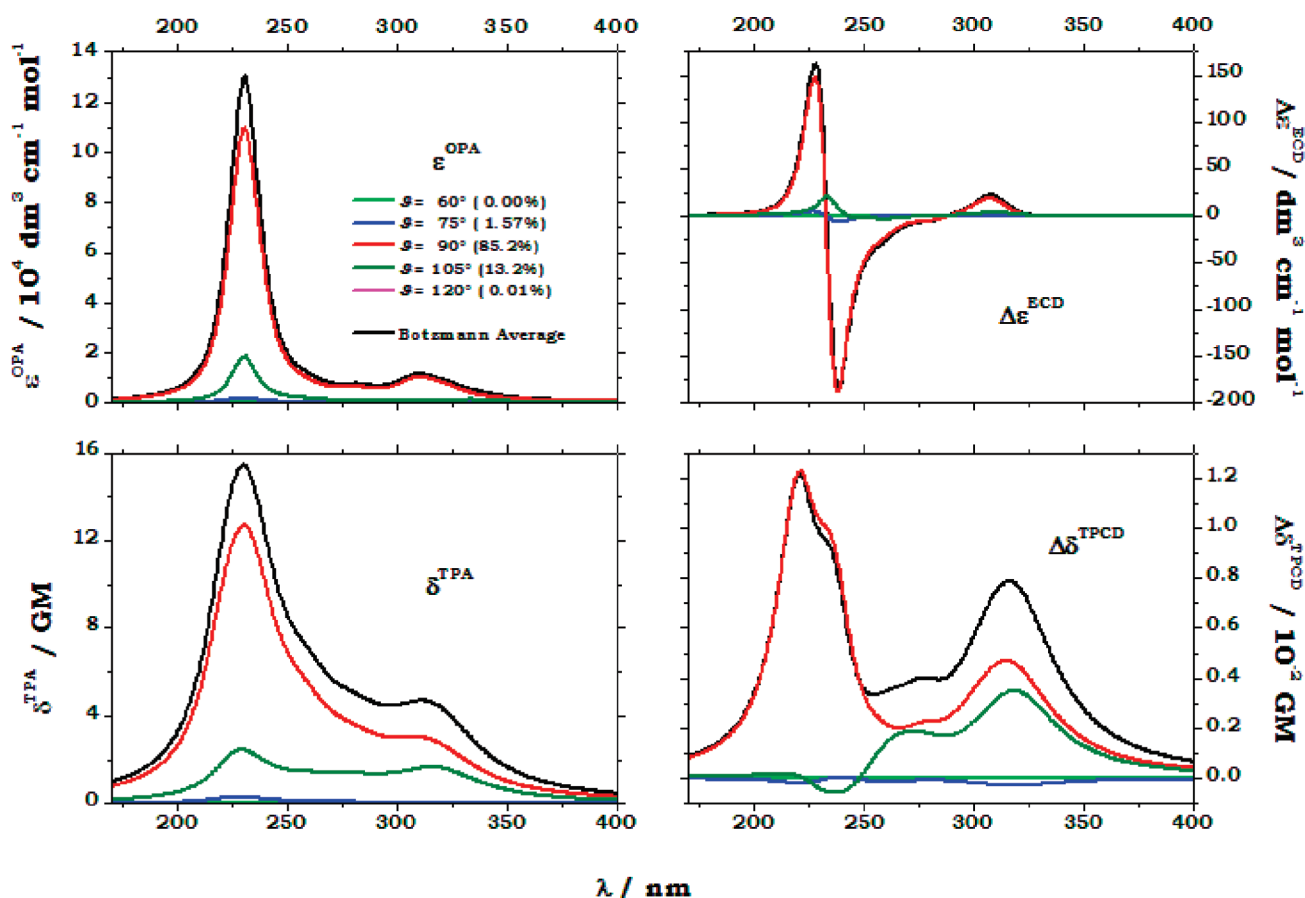 200 250 300 350 400
200 250 300 350 400
14
12
10
8
6
4
2
0
ε^OPA / 10^4 dm^3 cm^-1 mol^-1
ε^OPA
ϑ= 60° ( 0.00%)
ϑ= 75° ( 1.57%)
ϑ= 90° (85.2%)
ϑ= 105° (13.2%)
ϑ= 120° ( 0.01%)
Botzmann Average
150
100
50
0
-50
-100
-150
-200
Δε^ECD / dm^3 cm^-1 mol^-1
Δε^ECD
16
12
8
4
0
δ^TPA / GM
δ^TPA
200 250 300 350 400
1.2
1.0
0.8
0.6
0.4
0.2
0.0
Δδ^TPCD / 10^-2 GM
Δδ^TPCD
200 250 300 350 400
λ / nm